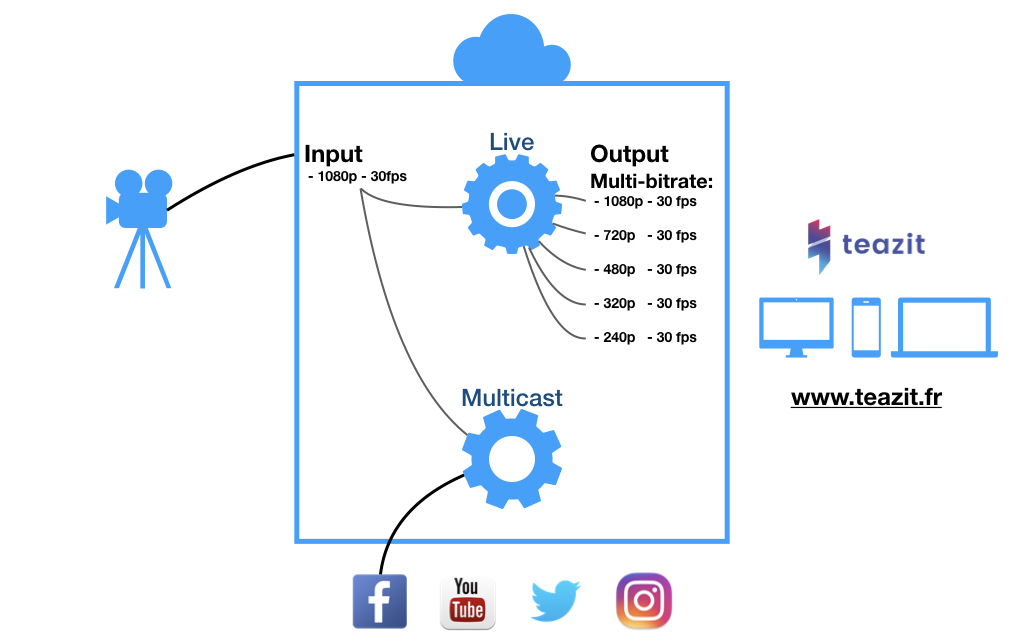 Live
Input
- 1080p - 30fps
Output
Multi-bitrate:
- 1080p - 30 fps
- 720p - 30 fps
- 480p - 30 fps
- 320p - 30 fps
- 240p - 30 fps
teazit
www.teazit.fr
Multicast
f
You
Tube